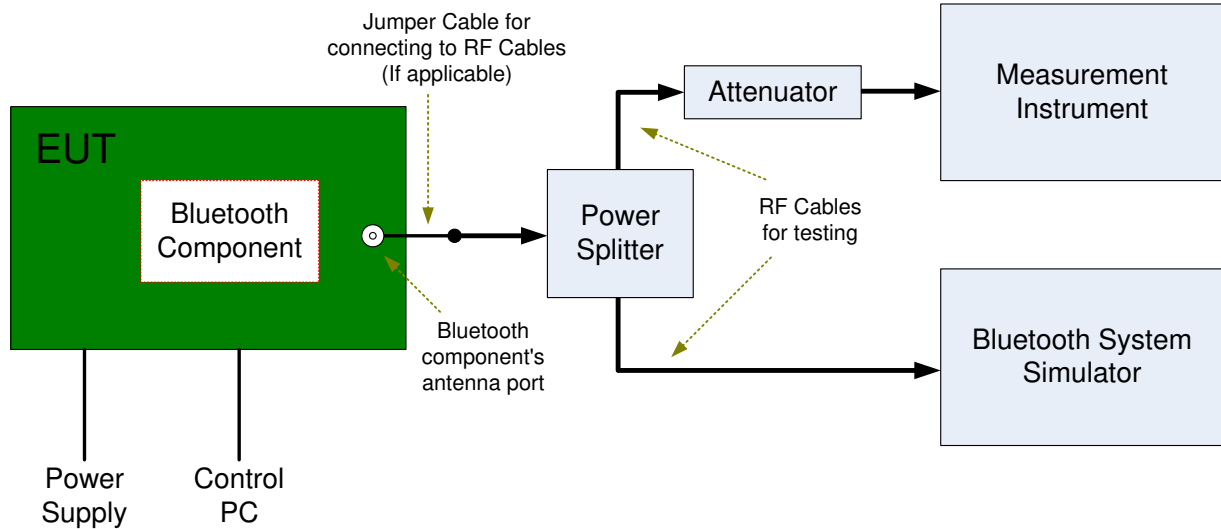 Jumper Cable for
connecting to RF Cables
(If applicable)
EUT
Bluetooth
Component
Bluetooth
component's
antenna port
Power
Supply
Control
PC
Power
Splitter
Attenuator
RF Cables
for testing
Measurement
Instrument
Bluetooth System
Simulator